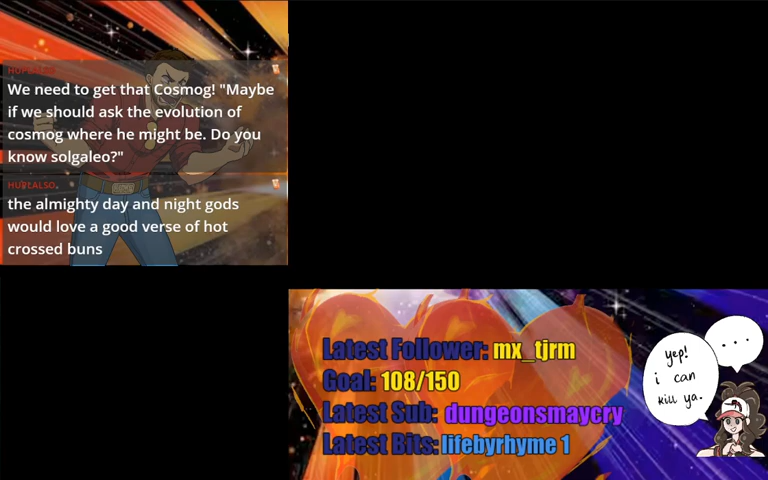 We need to get that Cosmog! "Maybe
if we should ask the evolution of
cosmog where he might be. Do you
know solgaleo?"
the almighty day and night gods
would love a good verse of hot
crossed buns
Latest Follower: mx_tjrm
Goal: 108/150
Latest Sub: dungeonsmaycry
Latest Bits: lifebyrhyme 1
...
yep!
i can
kill ya.